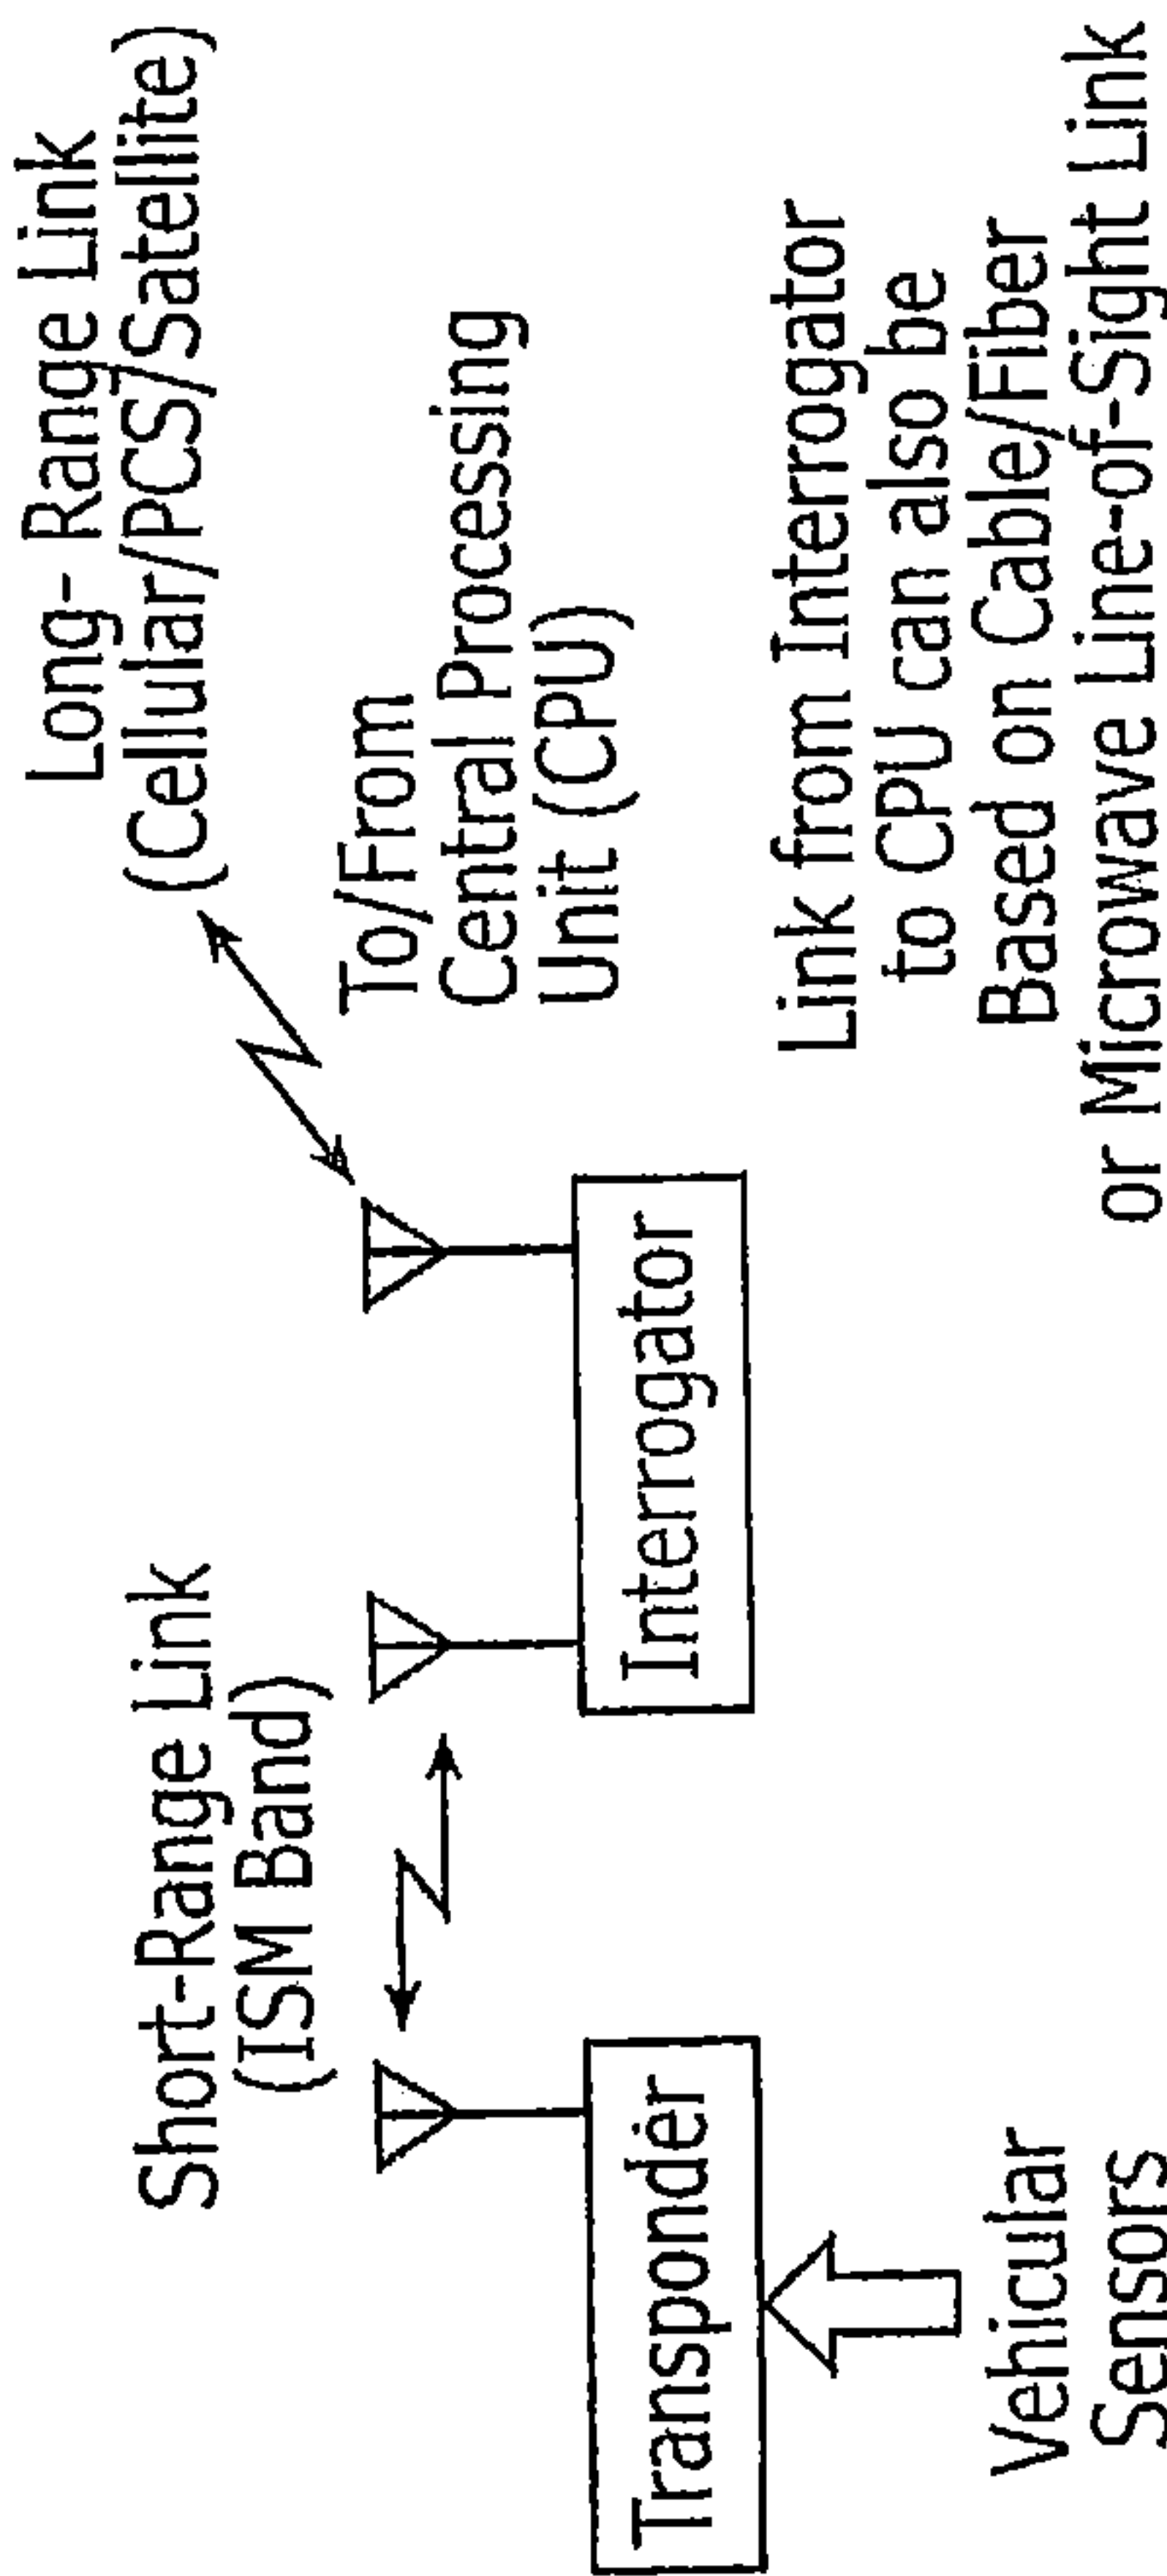 Short-Range Link
(ISM Band)
Long- Range Link
(Cellular/PCS/Satellite)
To/From
Central Processing
Unit (CPU)
Transponder
Interrogator
Link from Interrogator
to CPU can also be
Based on Cable/Fiber
or Microwave Line-of-Sight Link
Vehicular
Sensors